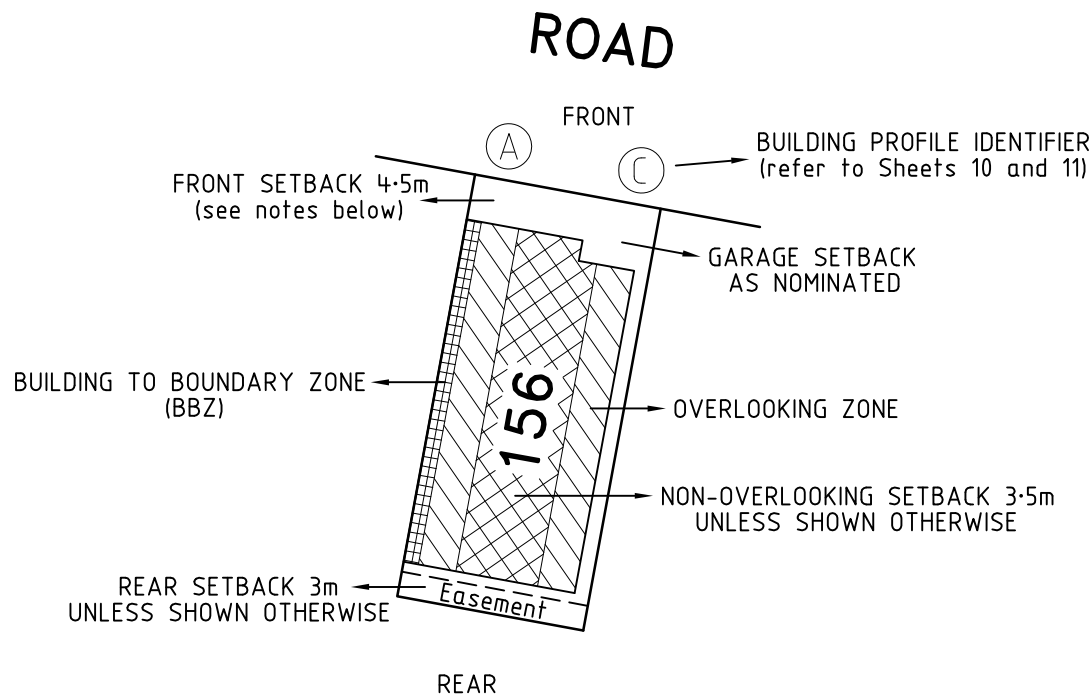 ROAD
FRONT
A
C
BUILDING PROFILE IDENTIFIER
(refer to Sheets 10 and 11)
FRONT SETBACK 4·5m
(see notes below)
GARAGE SETBACK
AS NOMINATED
BUILDING TO BOUNDARY ZONE
(BBZ)
156
OVERLOOKING ZONE
NON-OVERLOOKING SETBACK 3·5m
UNLESS SHOWN OTHERWISE
REAR SETBACK 3m
UNLESS SHOWN OTHERWISE
Easement
REAR